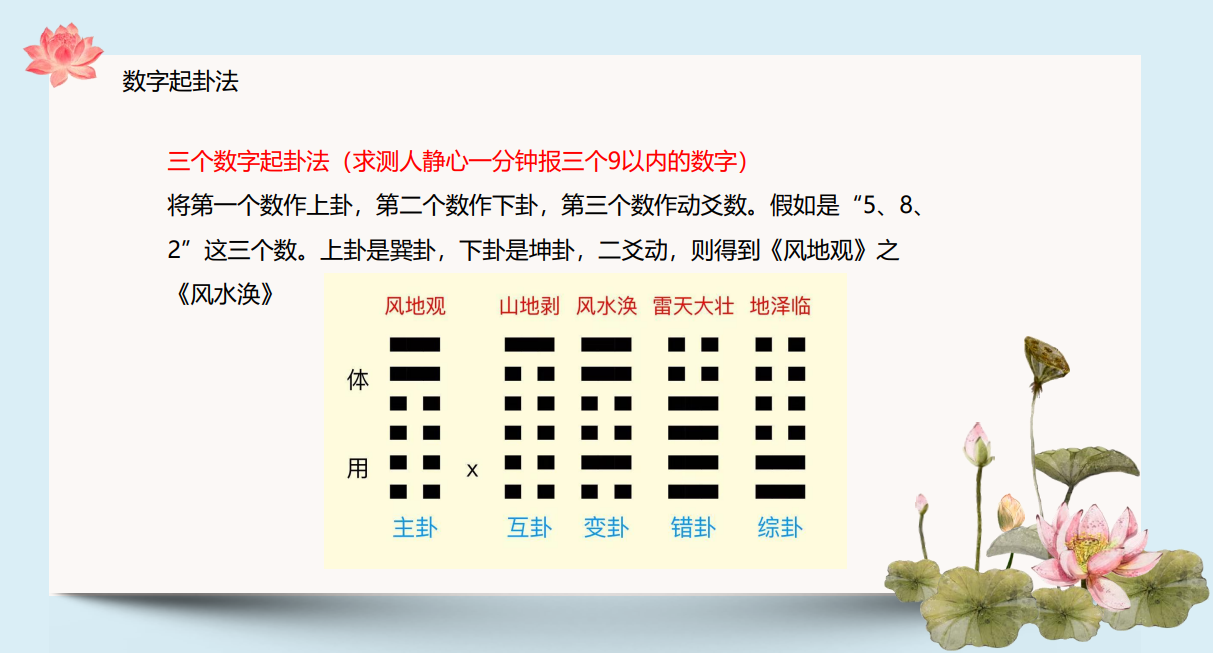 数字起卦法
三个数字起卦法（求测人静心一分钟报三个9以内的数字）
将第一个数作上卦，第二个数作下卦，第三个数作动爻数。假如是“5、8、
2”这三个数。上卦是巽卦，下卦是坤卦，二爻动，则得到《风地观》之
《风水涣》
风地观 山地剥 风水涣 雷天大壮 地泽临
体
用 x
主卦 互卦 变卦 错卦 综卦